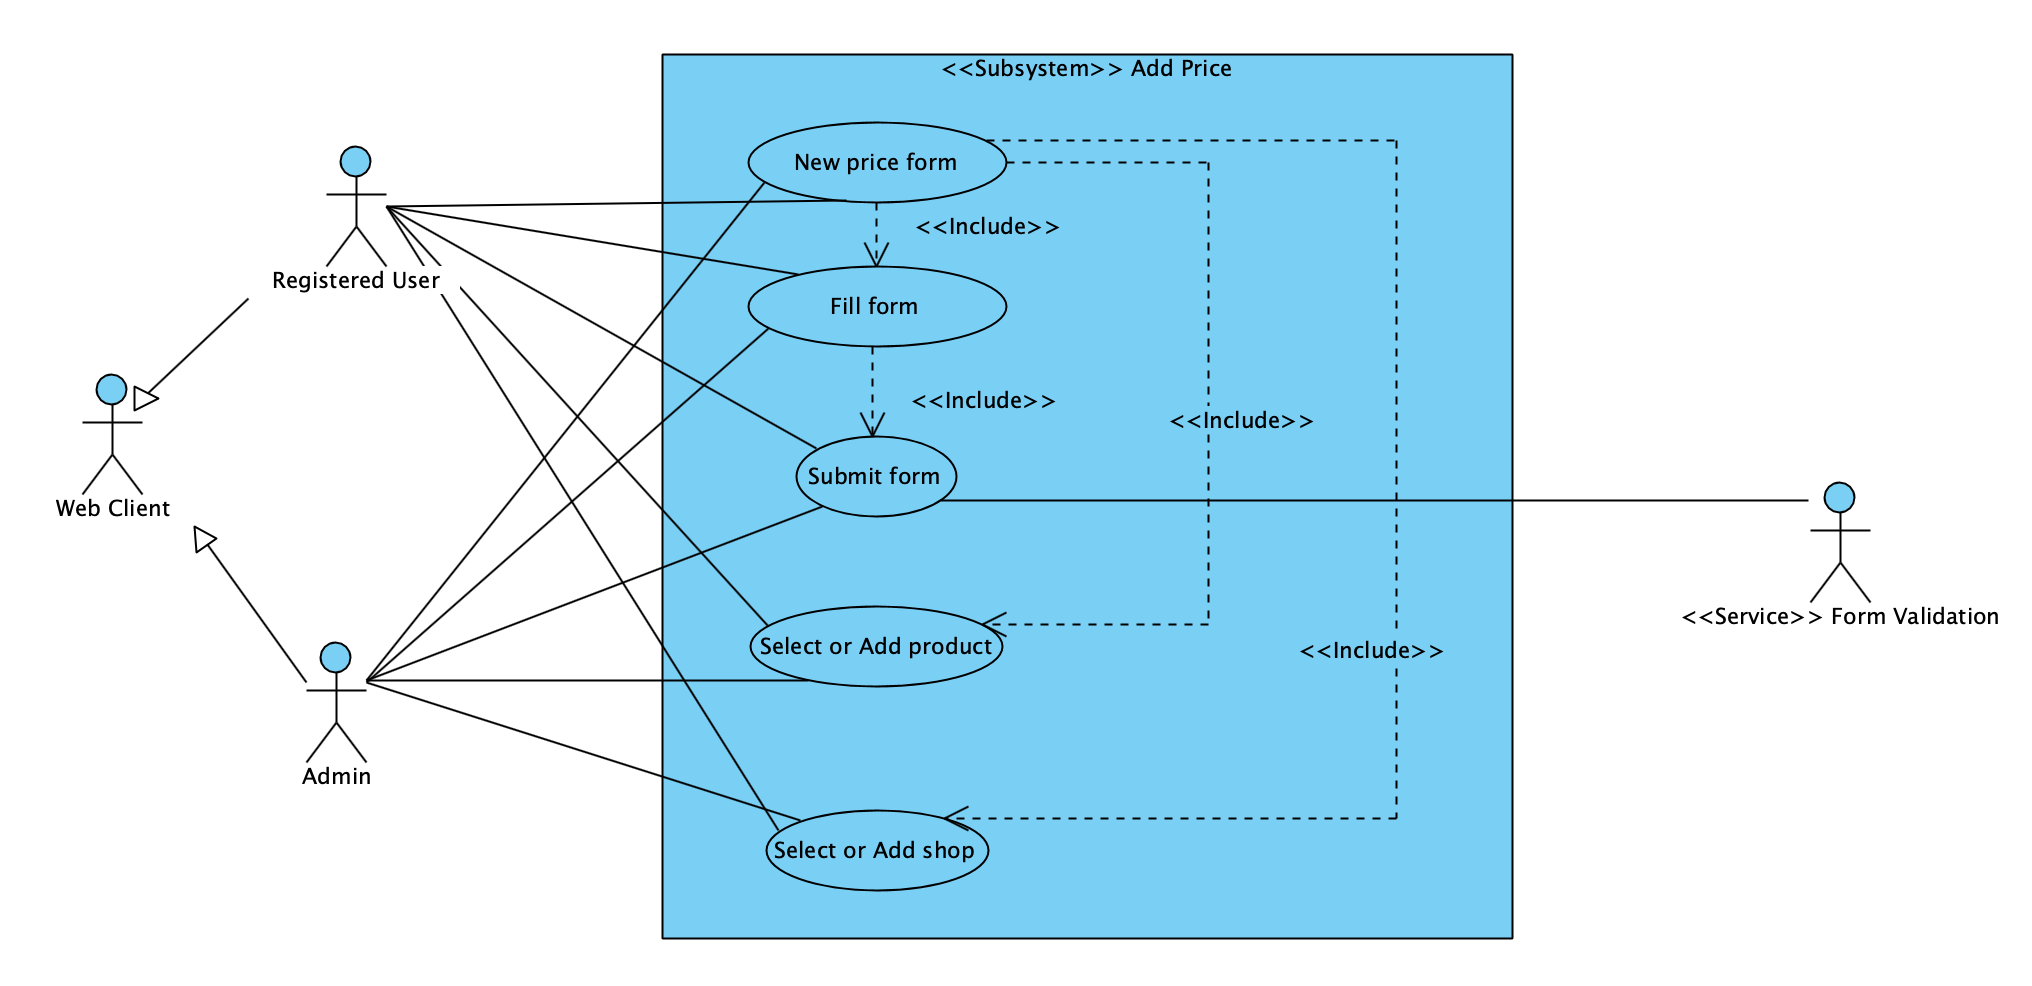 <<Subsystem>> Add Price
New price form
<<Include>>
Registered User
Fill form
<<Include>>
<<Include>>
Submit form
Web Client
<<Service>> Form Validation
Select or Add product
<<Include>>
Admin
Select or Add shop